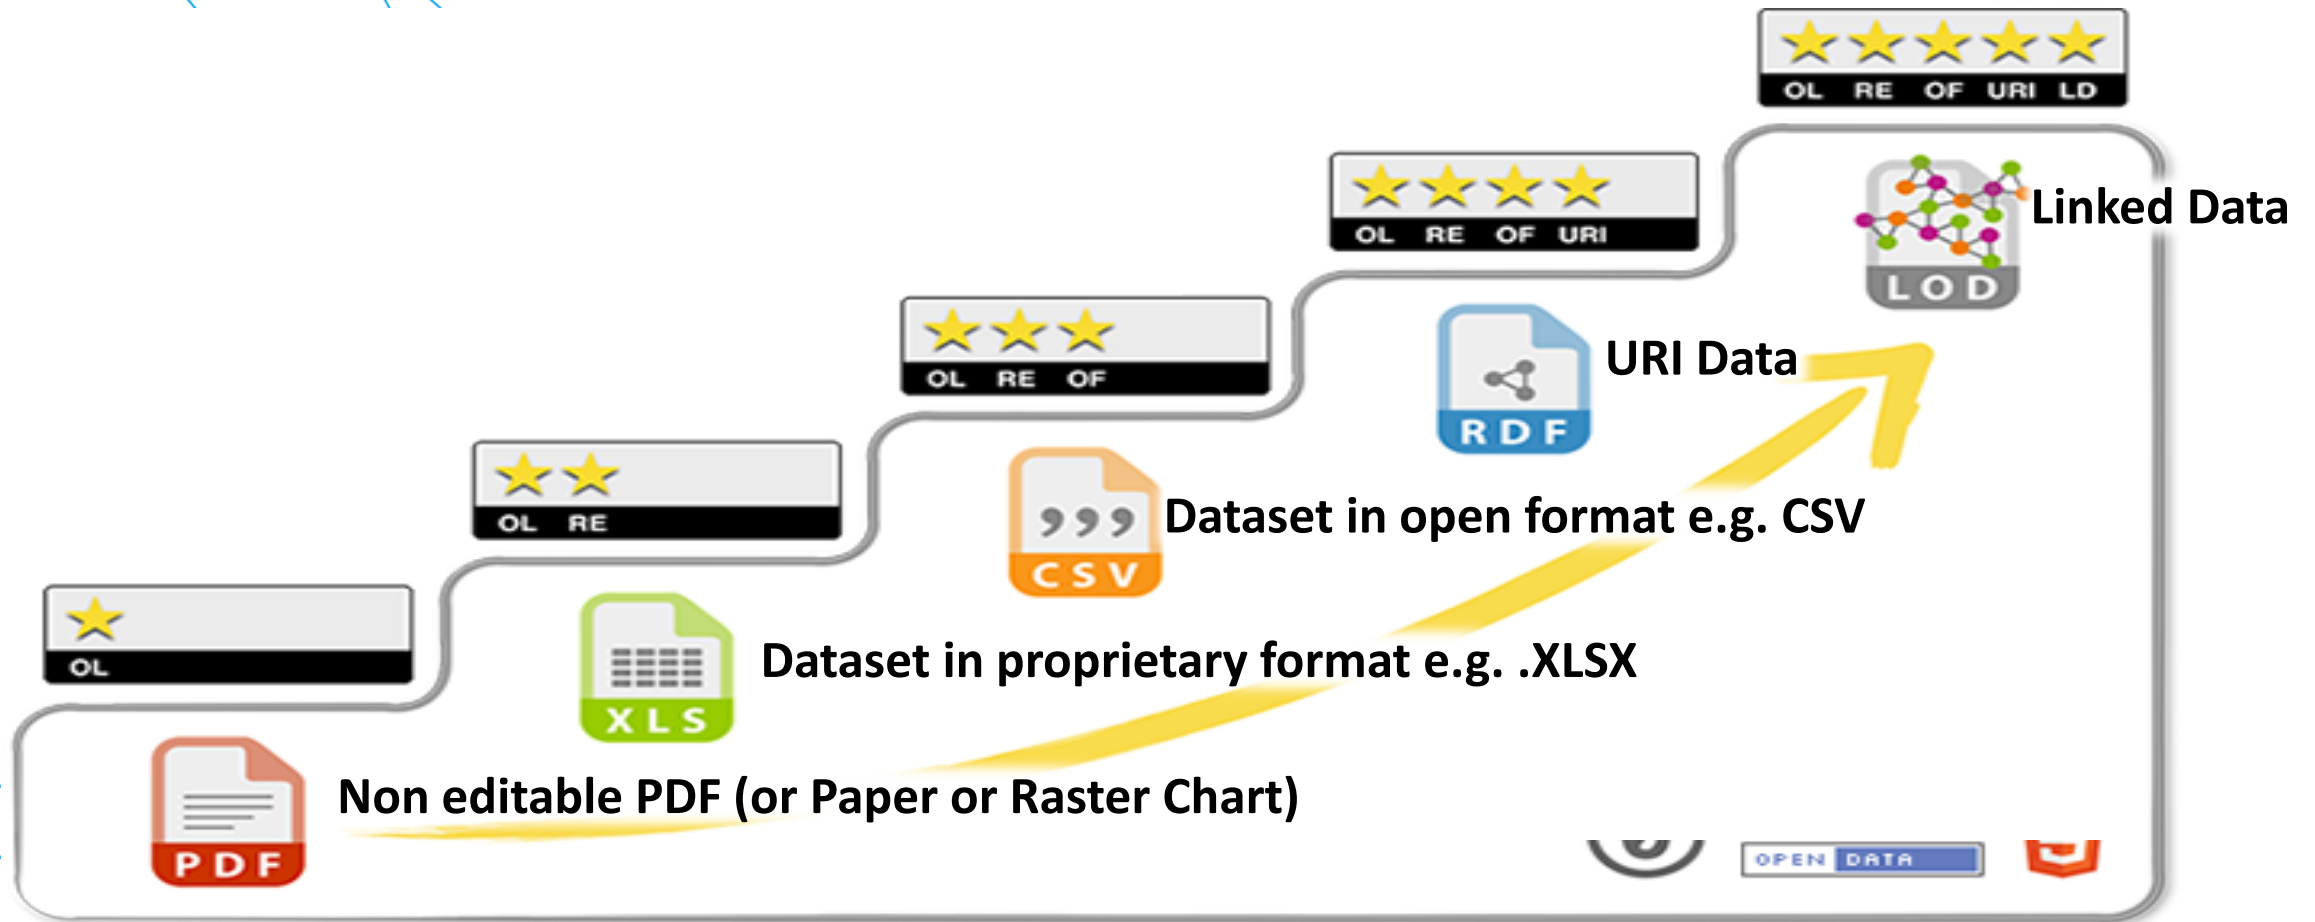 OL RE OF URI LD
Linked Data
LOD
OL RE OF URI
URI Data
RDF
OL RE OF
Dataset in open format e.g. CSV
CSV
OL RE
Dataset in proprietary format e.g. .XLSX
XLS
OL
Non editable PDF (or Paper or Raster Chart)
PDF
OPEN DATA